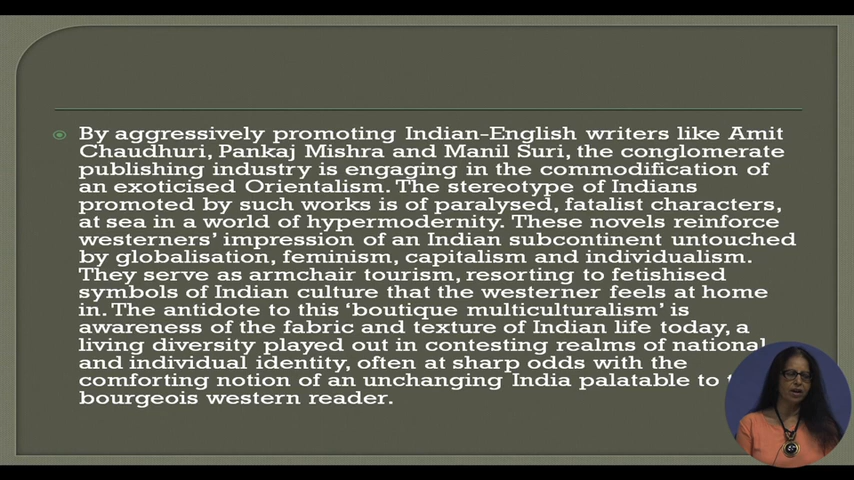 By aggressively promoting Indian-English writers like Amit
Chaudhuri, Pankaj Mishra and Manil Suri, the conglomerate
publishing industry is engaging in the commodification of
an exoticised Orientalism. The stereotype of Indians
promoted by such works is of paralysed, fatalist characters,
at sea in a world of hypermodernity. These novels reinforce
westerners’ impression of an Indian subcontinent untouched
by globalisation, feminism, capitalism and individualism.
They serve as armchair tourism, resorting to fetishised
symbols of Indian culture that the westerner feels at home
in. The antidote to this ‘boutique multiculturalism’ is
awareness of the fabric and texture of Indian life today, a
living diversity played out in contesting realms of national
and individual identity, often at sharp odds with the
comforting notion of an unchanging India palatable to
bourgeois western reader.